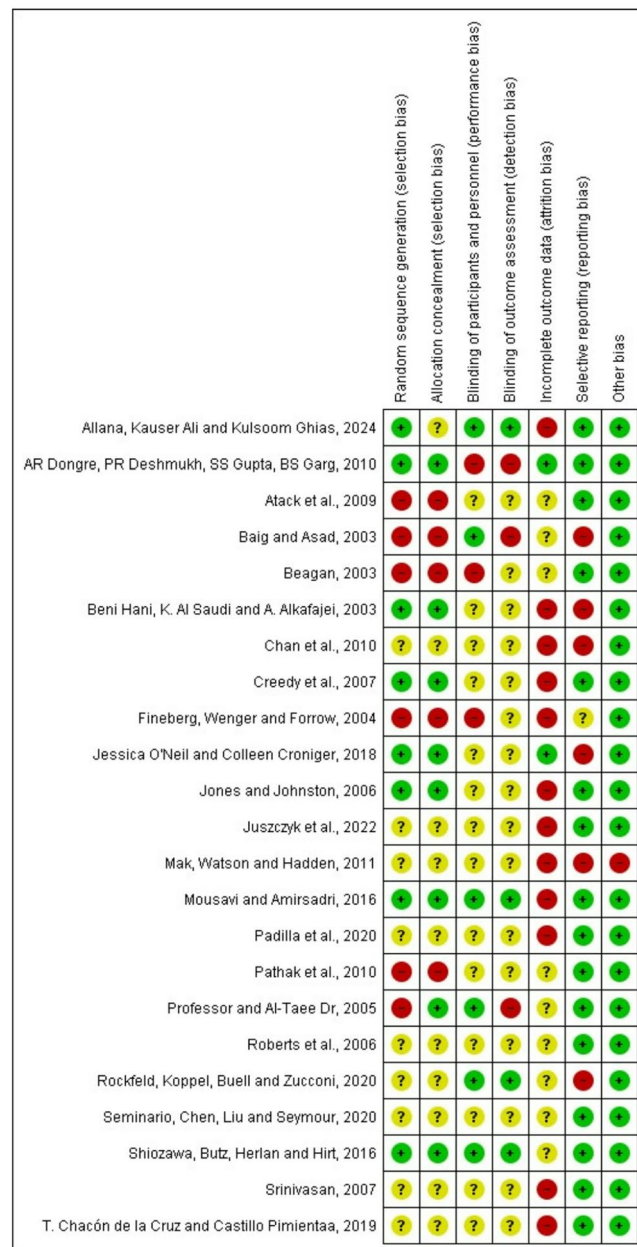 Random sequence generation (selection bias)
Allocation concealment (selection bias)
Blinding of participants and personnel (performance bias)
Blinding of outcome assessment (detection bias)
Incomplete outcome data (attrition bias)
Selective reporting (reporting bias)
Other bias
Allana, Kauser Ali and Kulsoom Ghias, 2024 + ? + + - + +
AR Dongre, PR Deshmukh, SS Gupta, BS Garg, 2010 + + - - + + +
Atack et al., 2009 - - ? ? ? + +
Baig and Asad, 2003 - - + - ? - +
Beagan, 2003 - - - ? ? + +
Beni Hani, K. Al Saudi and A. Alkafajei, 2003 + + ? ? - - +
Chan et al., 2010 ? ? ? ? - - +
Creedy et al., 2007 + + ? ? - + +
Fineberg, Wenger and Forrow, 2004 - - - ? - ? +
Jessica O'Neil and Colleen Croniger, 2018 + + ? ? + - +
Jones and Johnston, 2006 + + ? ? - + +
Juszczyk et al., 2022 ? ? ? ? - + +
Mak, Watson and Hadden, 2011 ? ? ? ? - - -
Mousavi and Amirsadri, 2016 + + + + - + +
Padilla et al., 2020 ? ? ? ? - + +
Pathak et al., 2010 - - ? ? ? + +
Professor and Al-Taee Dr, 2005 - + + - ? + +
Roberts et al., 2006 ? ? ? ? ? + +
Rockfeld, Koppel, Buell and Zucconi, 2020 ? ? + + ? - +
Seminario, Chen, Liu and Seymour, 2020 ? ? ? ? ? + +
Shiozawa, Butz, Herlan and Hirt, 2016 + + + + ? + +
Srinivasan, 2007 ? ? ? ? - + +
T. Chacón de la Cruz and Castillo Pimientaa, 2019 ? ? ? ? - + +